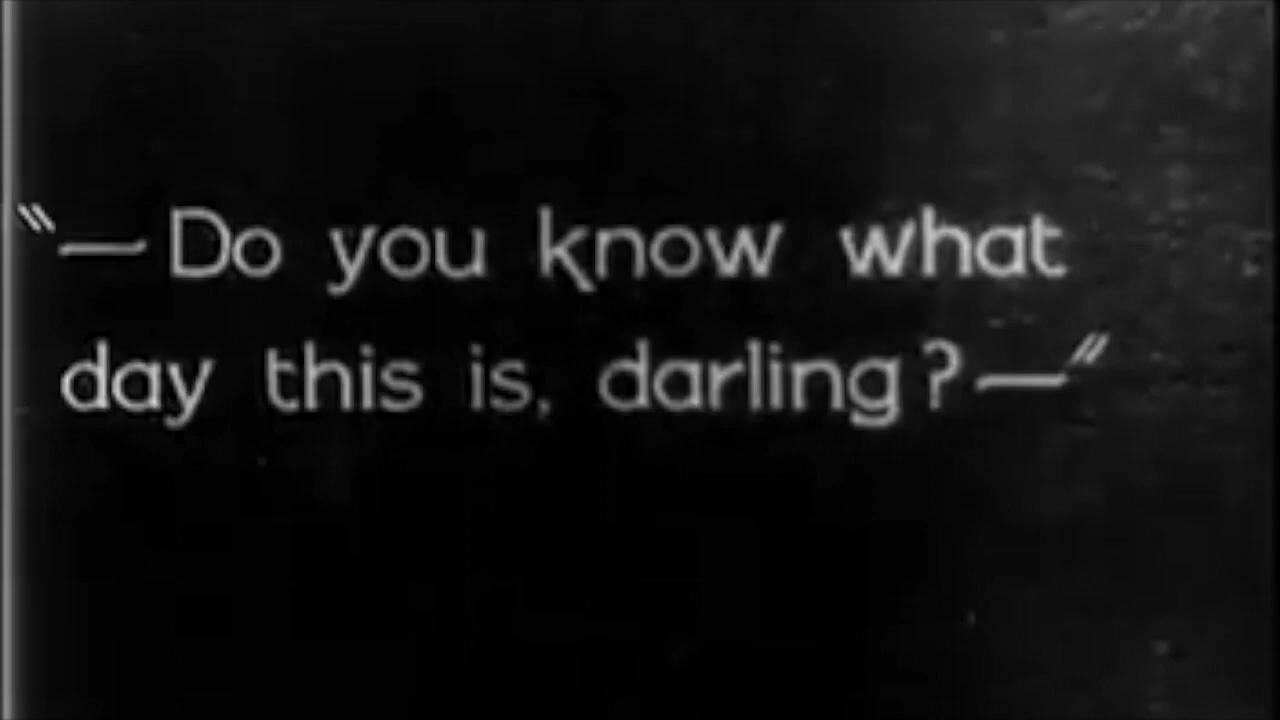 "— Do you know what
day this is, darling ? —"